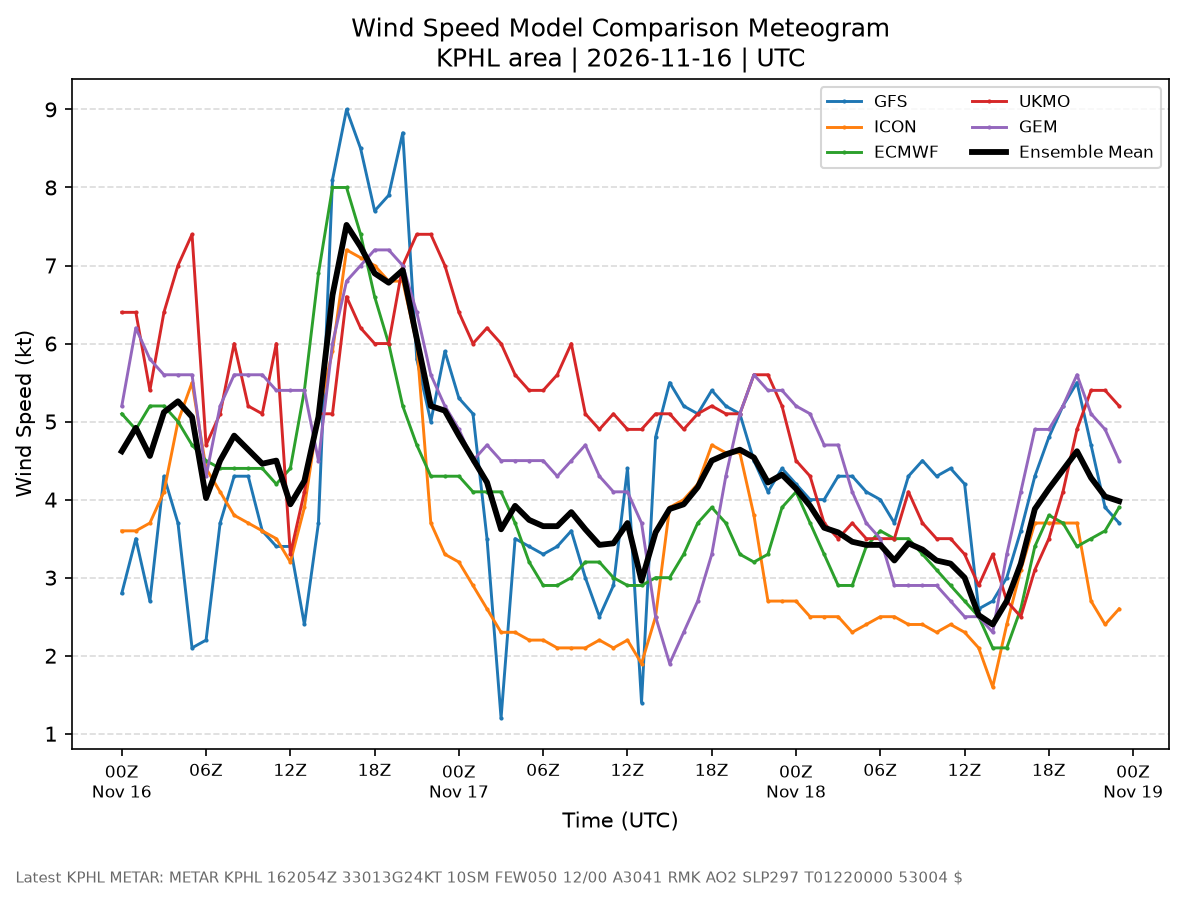 Wind Speed Model Comparison Meteogram
KPHL area | 2026-11-16 | UTC
GFS
ICON
ECMWF
UKMO
GEM
Ensemble Mean
Wind Speed (kt)
9
8
7
6
5
4
3
2
1
00Z 06Z 12Z 18Z 00Z 06Z 12Z 18Z 00Z 06Z 12Z 18Z 00Z
Nov 16 Nov 17 Nov 18 Nov 19
Time (UTC)
Latest KPHL METAR: METAR KPHL 162054Z 33013G24KT 10SM FEW050 12/00 A3041 RMK AO2 SLP297 T01220000 53004 $